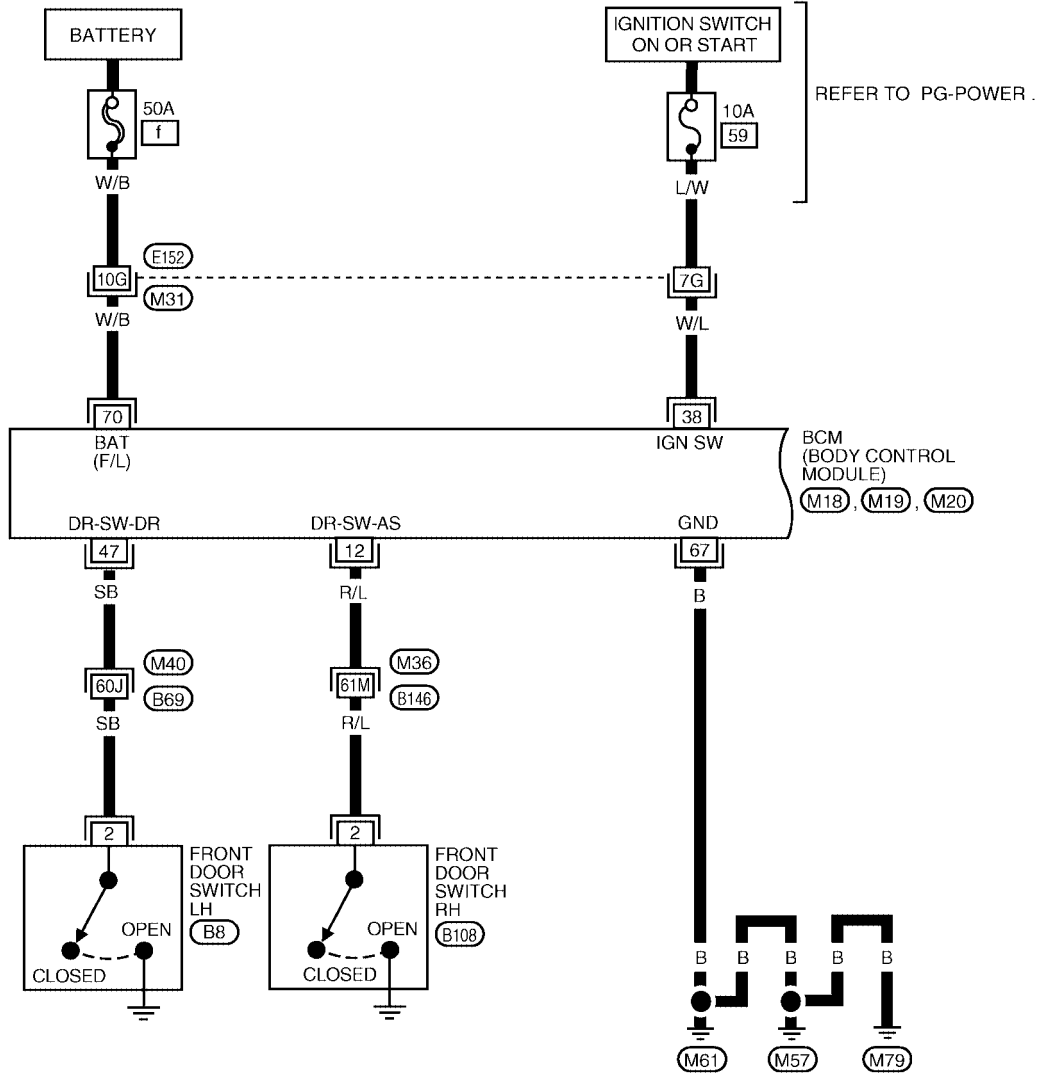 BATTERY
IGNITION SWITCH
ON OR START
REFER TO PG-POWER .
50A
f
10A
59
W/B
L/W
E152
10G
7G
M31
W/B
W/L
70
38
BAT
(F/L)
IGN SW
BCM
(BODY CONTROL
MODULE)
M18 , M19 , M20
DR-SW-DR
DR-SW-AS
GND
47
12
67
SB
R/L
B
M40
M36
60J
61M
B69
B146
SB
R/L
2
2
FRONT
DOOR
SWITCH
LH
B8
FRONT
DOOR
SWITCH
RH
B108
OPEN
CLOSED
OPEN
CLOSED
B B B B B
M61
M57
M79